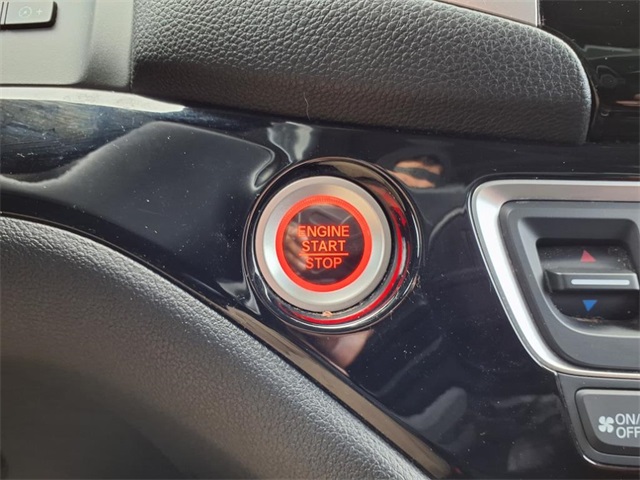 ENGINE
START
STOP
ON/
OFF